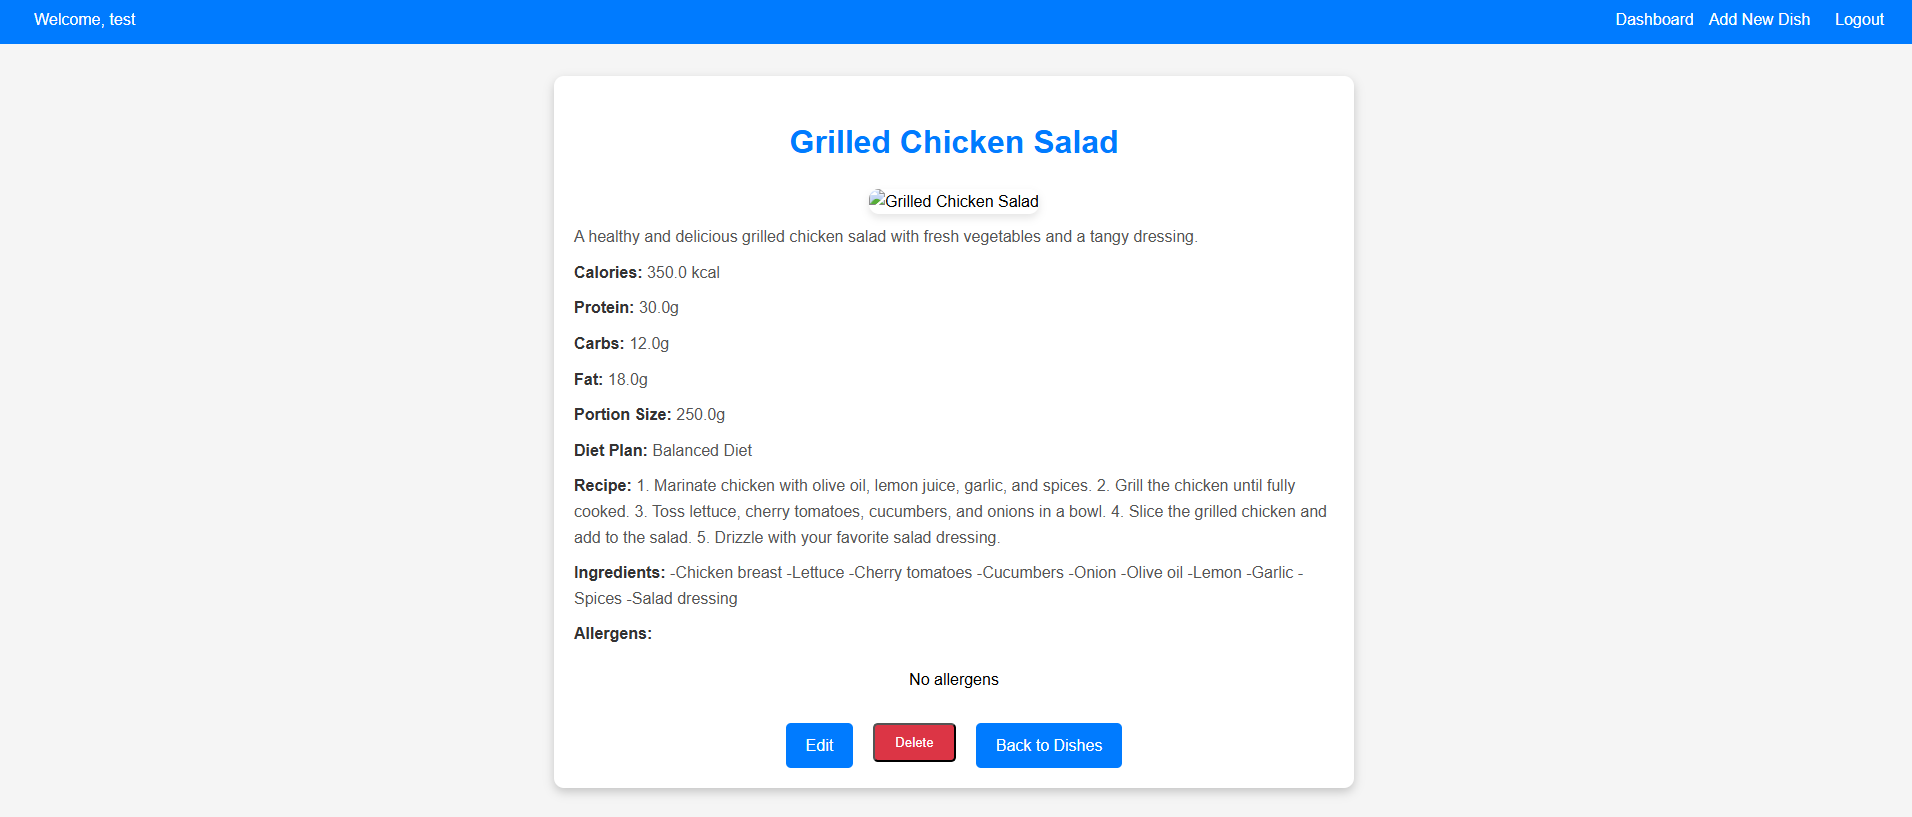 Welcome, test
Dashboard Add New Dish Logout
Grilled Chicken Salad
Grilled Chicken Salad
A healthy and delicious grilled chicken salad with fresh vegetables and a tangy dressing.
Calories: 350.0 kcal
Protein: 30.0g
Carbs: 12.0g
Fat: 18.0g
Portion Size: 250.0g
Diet Plan: Balanced Diet
Recipe: 1. Marinate chicken with olive oil, lemon juice, garlic, and spices. 2. Grill the chicken until fully
cooked. 3. Toss lettuce, cherry tomatoes, cucumbers, and onions in a bowl. 4. Slice the grilled chicken and
add to the salad. 5. Drizzle with your favorite salad dressing.
Ingredients: -Chicken breast -Lettuce -Cherry tomatoes -Cucumbers -Onion -Olive oil -Lemon -Garlic -
Spices -Salad dressing
Allergens:
No allergens
Edit Delete Back to Dishes